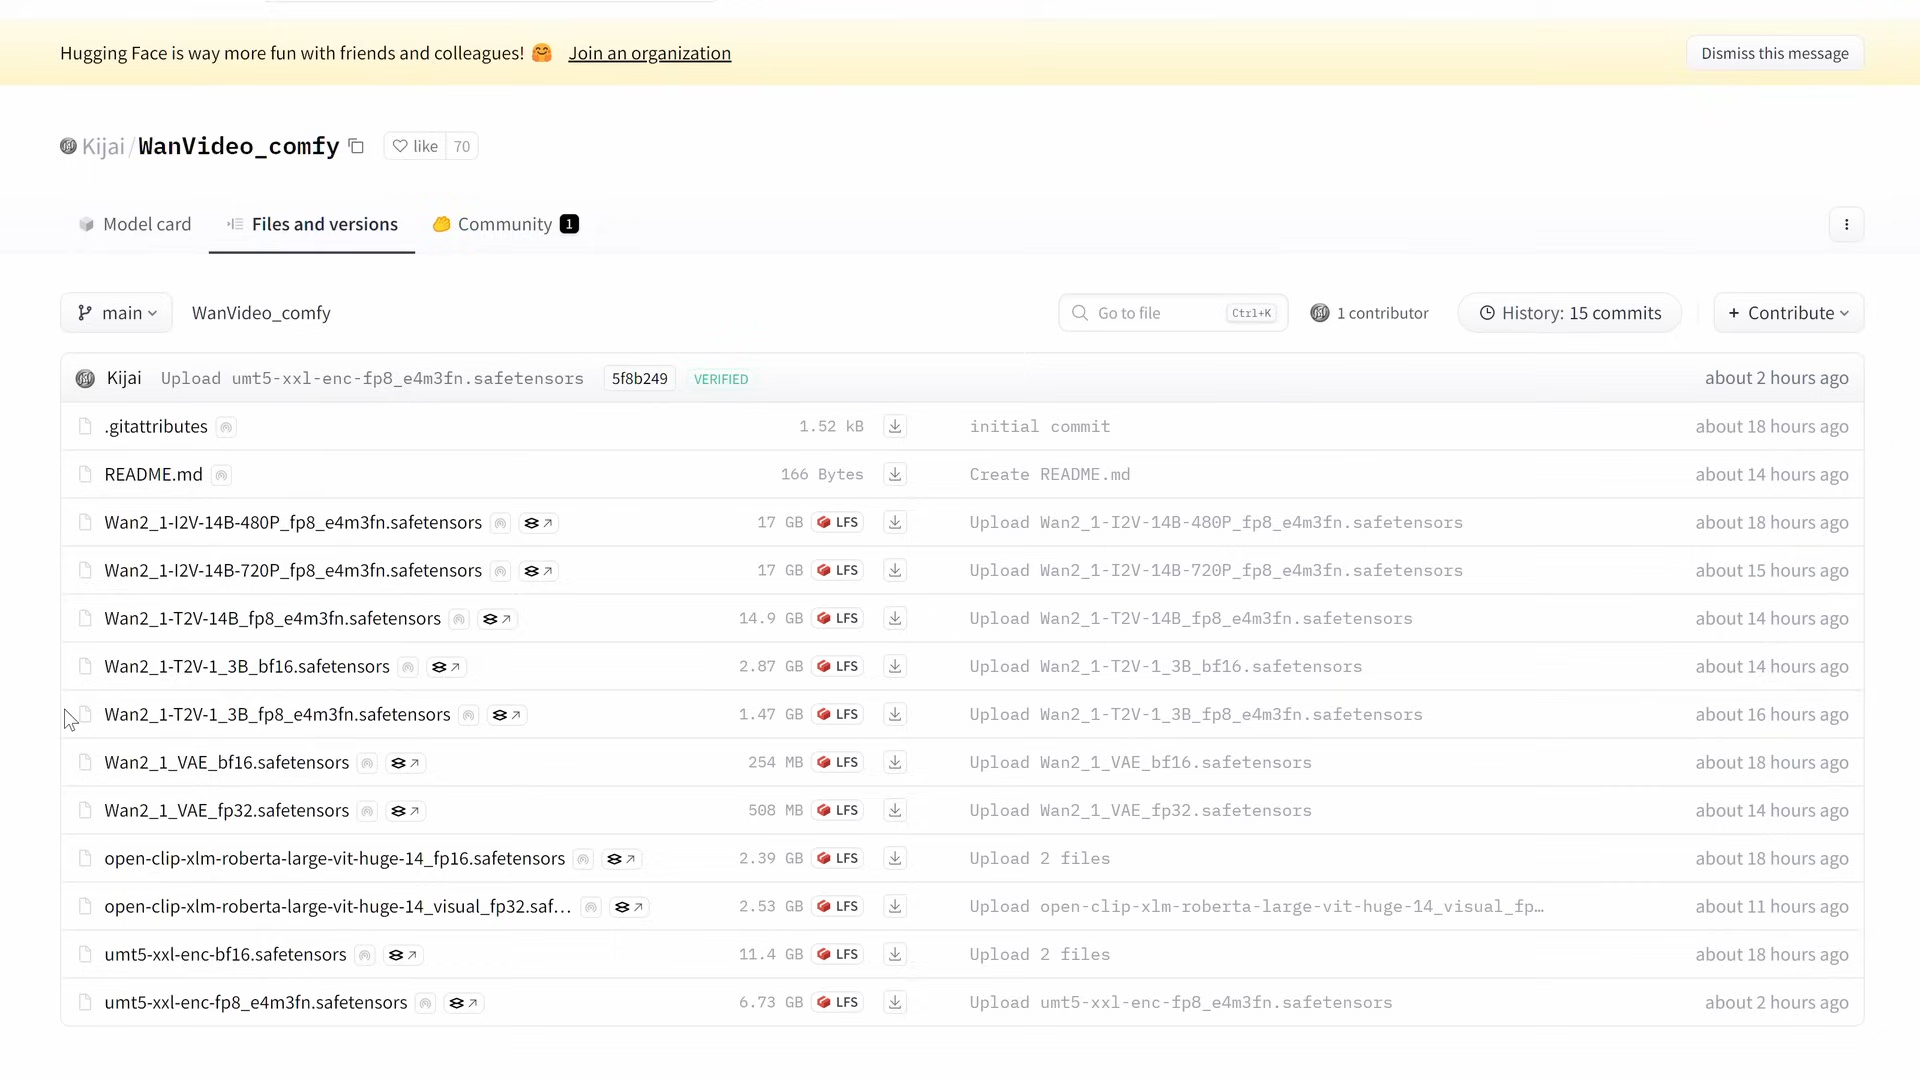 Hugging Face is way more fun with friends and colleagues! 🤗 Join an organization Dismiss this message
Kijai/WanVideo_comfy like 70
Model card Files and versions Community 1
main WanVideo_comfy Go to file Ctrl+K 1 contributor History: 15 commits + Contribute
Kijai Upload umt5-xxl-enc-fp8_e4m3fn.safetensors 5f8b249 VERIFIED about 2 hours ago
.gitattributes 1.52 kB initial commit about 18 hours ago
README.md 166 Bytes Create README.md about 14 hours ago
Wan2_1-I2V-14B-480P_fp8_e4m3fn.safetensors 17 GB LFS Upload Wan2_1-I2V-14B-480P_fp8_e4m3fn.safetensors about 18 hours ago
Wan2_1-I2V-14B-720P_fp8_e4m3fn.safetensors 17 GB LFS Upload Wan2_1-I2V-14B-720P_fp8_e4m3fn.safetensors about 15 hours ago
Wan2_1-T2V-14B_fp8_e4m3fn.safetensors 14.9 GB LFS Upload Wan2_1-T2V-14B_fp8_e4m3fn.safetensors about 14 hours ago
Wan2_1-T2V-1_3B_bf16.safetensors 2.87 GB LFS Upload Wan2_1-T2V-1_3B_bf16.safetensors about 14 hours ago
Wan2_1-T2V-1_3B_fp8_e4m3fn.safetensors 1.47 GB LFS Upload Wan2_1-T2V-1_3B_fp8_e4m3fn.safetensors about 16 hours ago
Wan2_1_VAE_bf16.safetensors 254 MB LFS Upload Wan2_1_VAE_bf16.safetensors about 18 hours ago
Wan2_1_VAE_fp32.safetensors 508 MB LFS Upload Wan2_1_VAE_fp32.safetensors about 14 hours ago
open-clip-xlm-roberta-large-vit-huge-14_fp16.safetensors 2.39 GB LFS Upload 2 files about 18 hours ago
open-clip-xlm-roberta-large-vit-huge-14_visual_fp32.saf... 2.53 GB LFS Upload open-clip-xlm-roberta-large-vit-huge-14_visual_fp… about 11 hours ago
umt5-xxl-enc-bf16.safetensors 11.4 GB LFS Upload 2 files about 18 hours ago
umt5-xxl-enc-fp8_e4m3fn.safetensors 6.73 GB LFS Upload umt5-xxl-enc-fp8_e4m3fn.safetensors about 2 hours ago